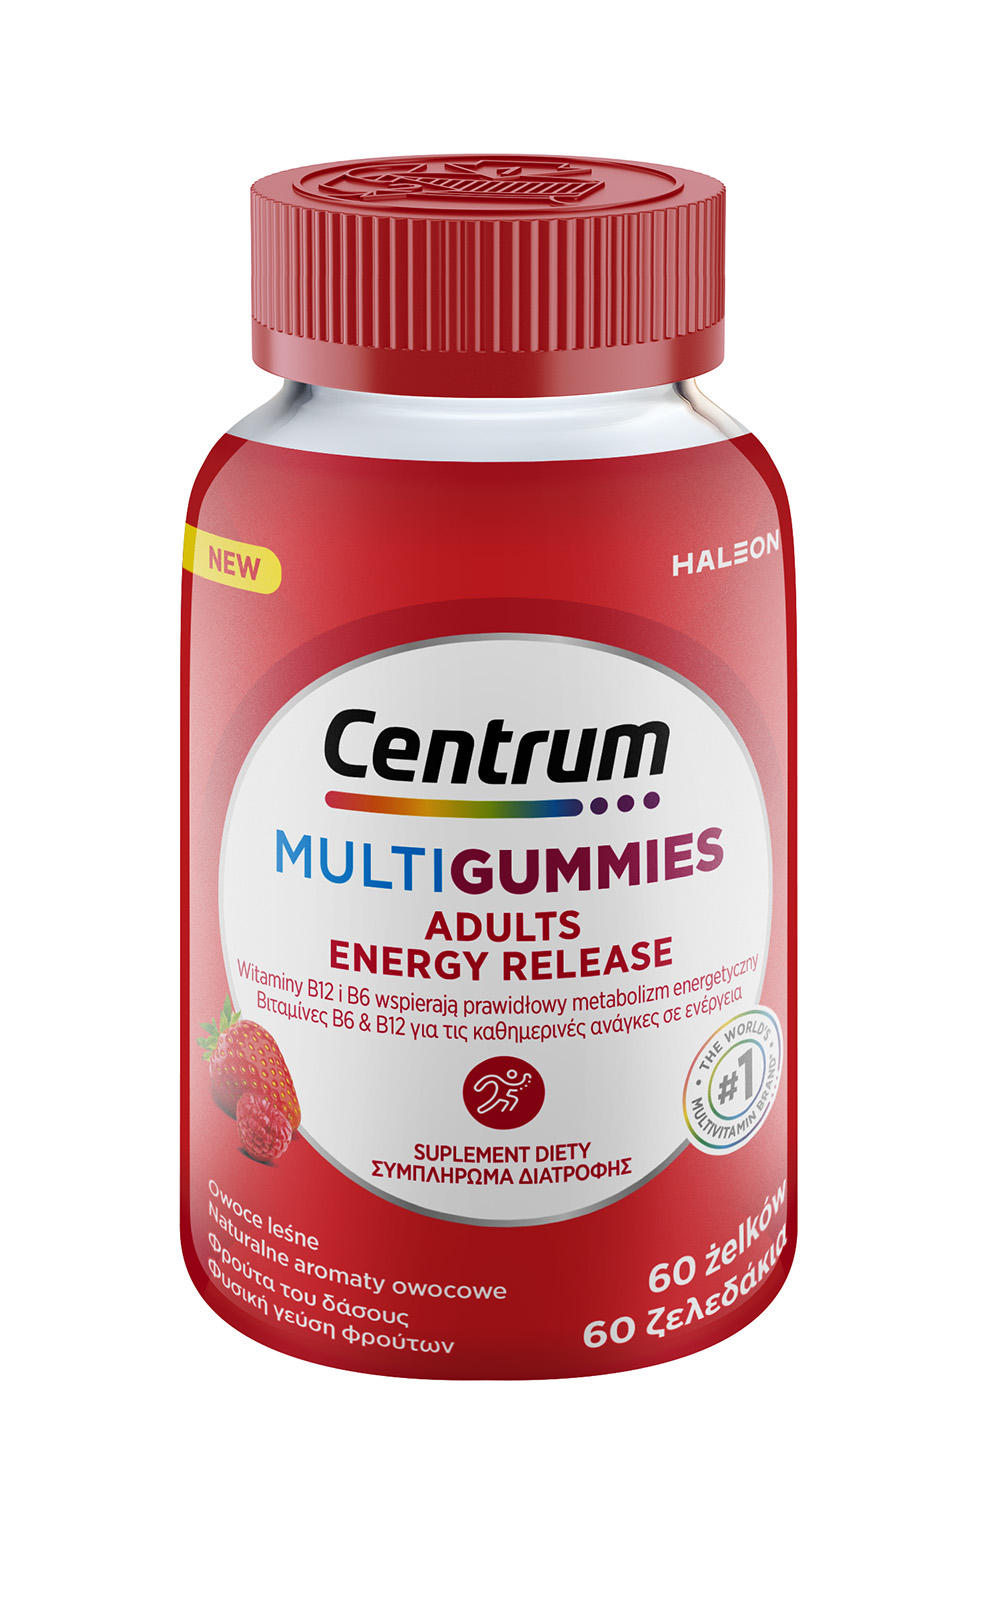 NEW
HALEON
Centrum
MULTIGUMMIES
ADULTS
ENERGY RELEASE
Witaminy B12 i B6 wspierają prawidłowy metabolizm energetyczny
Βιταμίνες B6 & B12 για τις καθημερινές ανάγκες σε ενέργεια
THE WORLD'S
#1
MULTIVITAMIN BRAND*
SUPLEMENT DIETY
ΣΥΜΠΛΗΡΩΜΑ ΔΙΑΤΡΟΦΗΣ
Owoce leśne
Naturalne aromaty owocowe
Φρούτα του δάσους
Φυσική γεύση φρούτων
60 żelków
60 ζελεδάκια